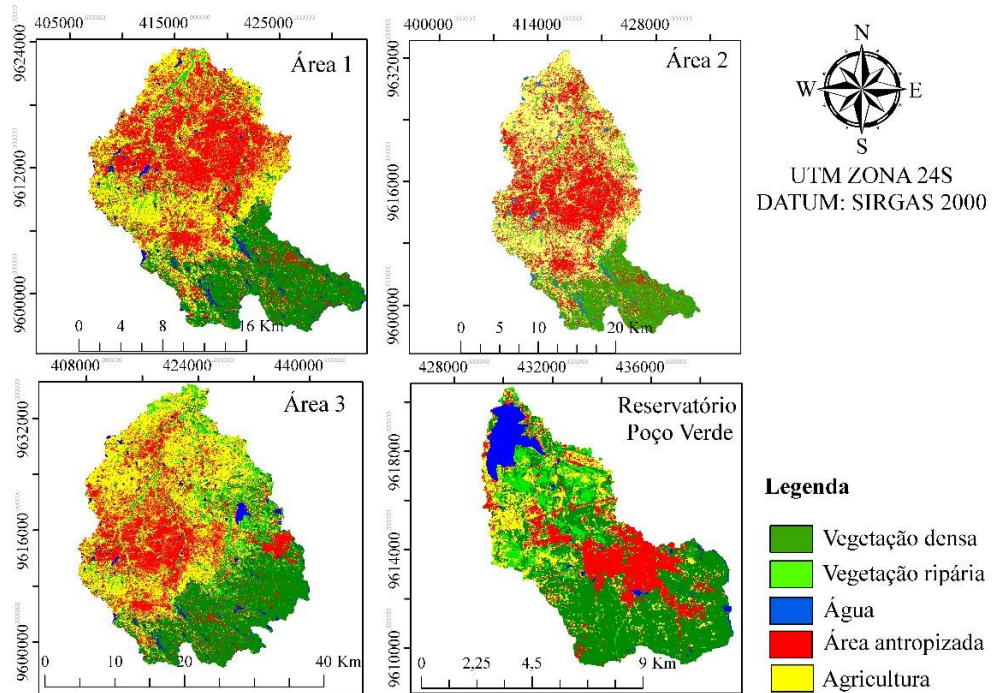 405000 415000 425000
9624000
9612000
9600000
Área 1
0 4 8 16 Km
400000 414000 428000
9632000
9616000
9600000
Área 2
0 5 10 20 Km
N
W E
S
UTM ZONA 24S
DATUM: SIRGAS 2000
408000 424000 440000
9632000
9616000
9600000
Área 3
0 10 20 40 Km
428000 432000 436000
9618000
9614000
9610000
Reservatório
Poço Verde
0 2,25 4,5 9 Km
Legenda
Vegetação densa
Vegetação ripária
Água
Área antropizada
Agricultura